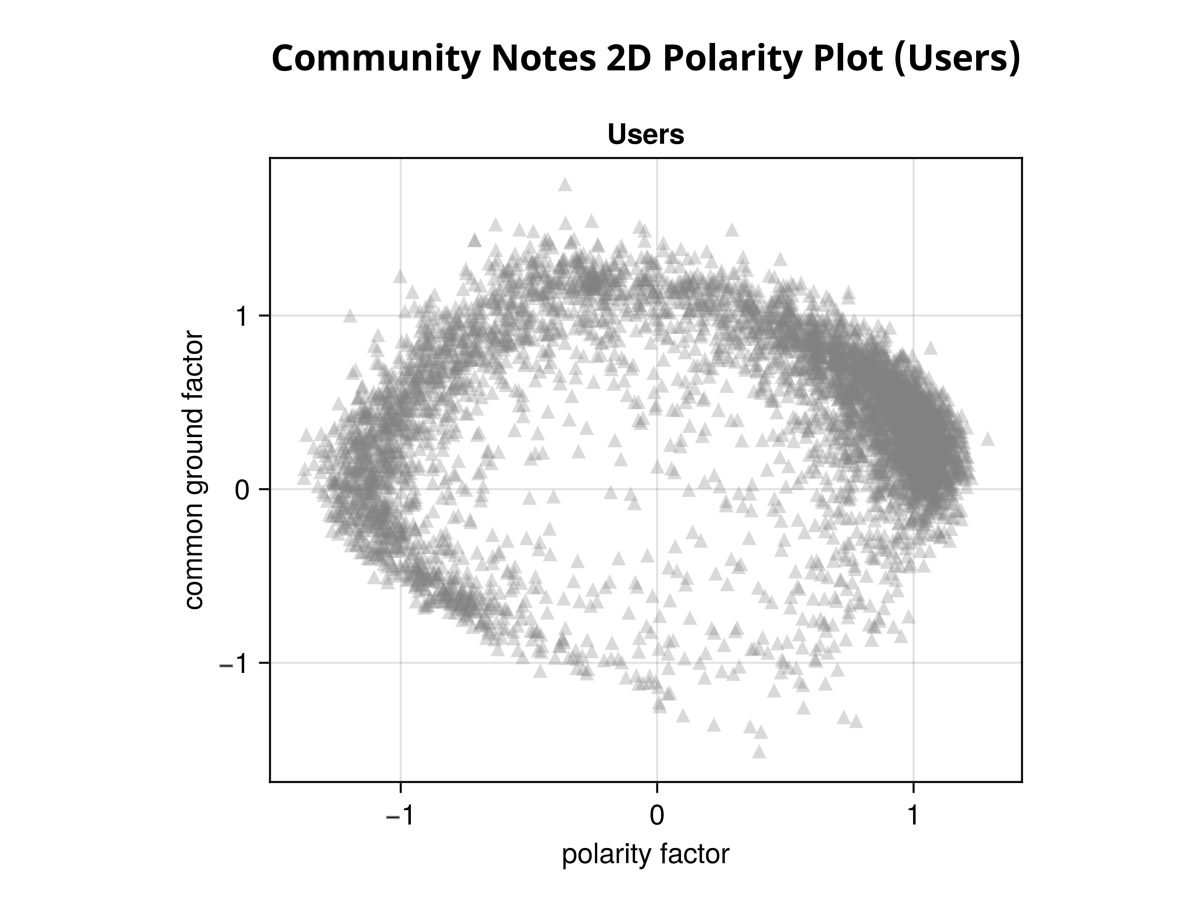 Community Notes 2D Polarity Plot (Users)
Users
common ground factor
1
0
−1
−1
0
1
polarity factor